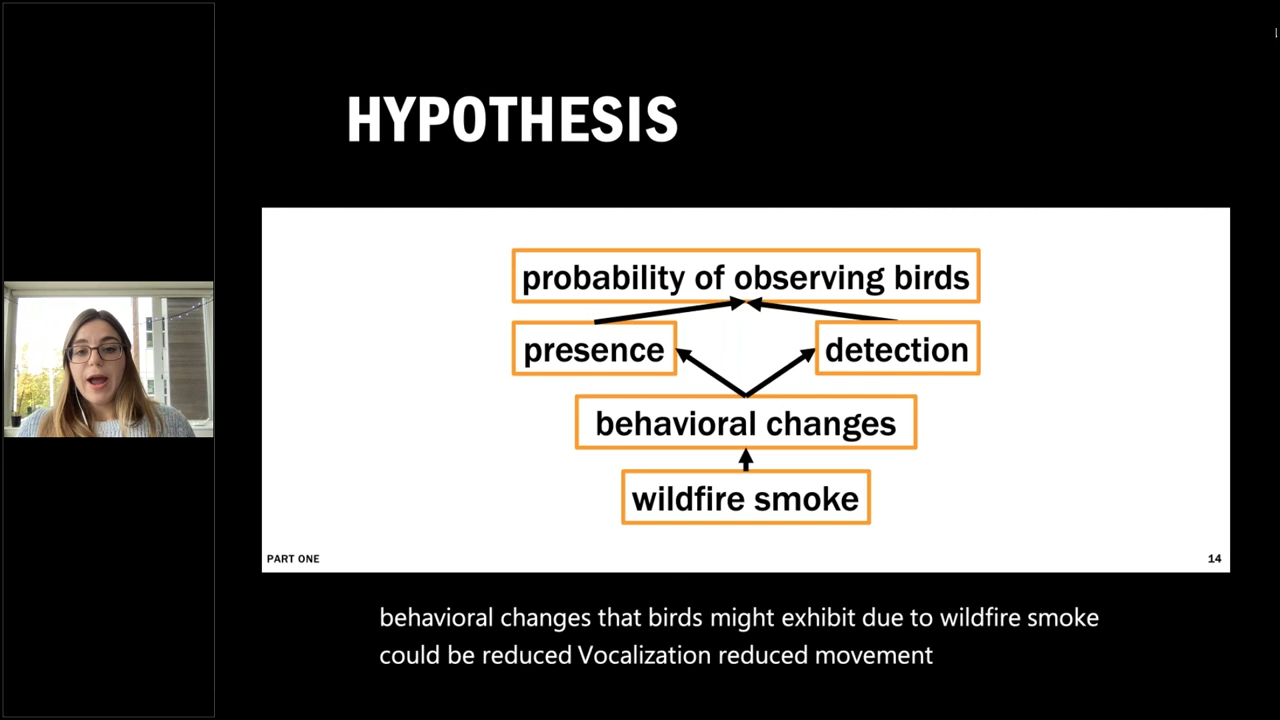 HYPOTHESIS
probability of observing birds
presence
detection
behavioral changes
wildfire smoke
PART ONE
14
behavioral changes that birds might exhibit due to wildfire smoke
could be reduced Vocalization reduced movement